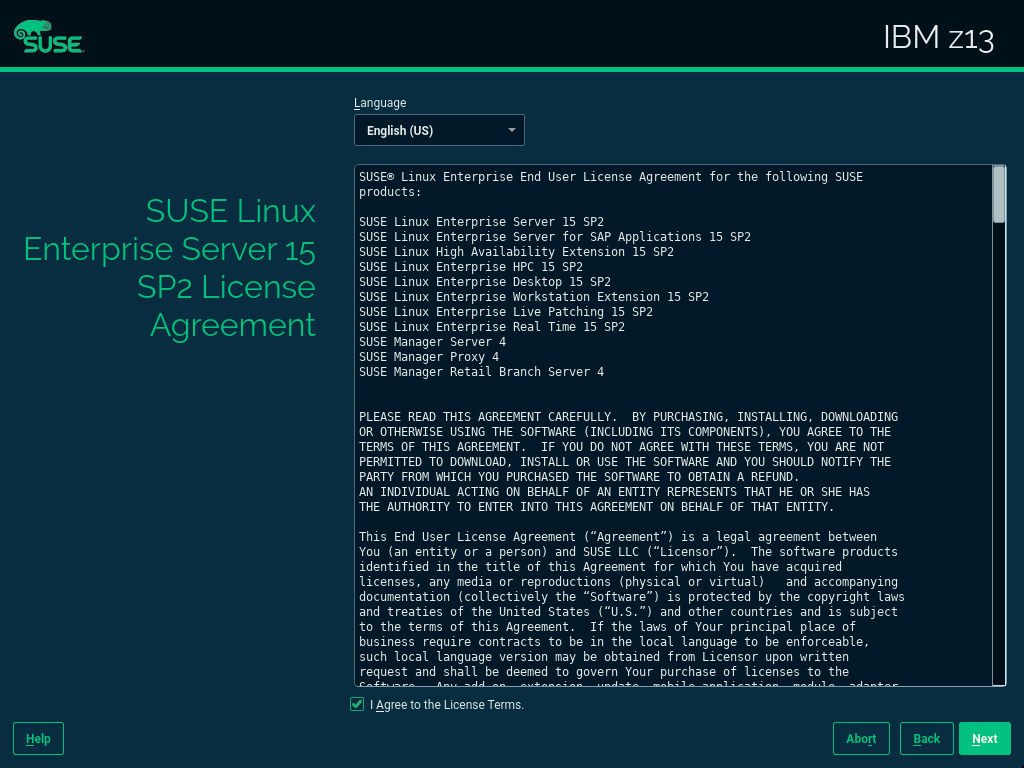 SUSE
IBM z13
Language
English (US)
SUSE Linux
Enterprise Server 15
SP2 License
Agreement
SUSE® Linux Enterprise End User License Agreement for the following SUSE
products:
SUSE Linux Enterprise Server 15 SP2
SUSE Linux Enterprise Server for SAP Applications 15 SP2
SUSE Linux High Availability Extension 15 SP2
SUSE Linux Enterprise HPC 15 SP2
SUSE Linux Enterprise Desktop 15 SP2
SUSE Linux Enterprise Workstation Extension 15 SP2
SUSE Linux Enterprise Live Patching 15 SP2
SUSE Linux Enterprise Real Time 15 SP2
SUSE Manager Server 4
SUSE Manager Proxy 4
SUSE Manager Retail Branch Server 4
PLEASE READ THIS AGREEMENT CAREFULLY.  BY PURCHASING, INSTALLING, DOWNLOADING
OR OTHERWISE USING THE SOFTWARE (INCLUDING ITS COMPONENTS), YOU AGREE TO THE
TERMS OF THIS AGREEMENT.  IF YOU DO NOT AGREE WITH THESE TERMS, YOU ARE NOT
PERMITTED TO DOWNLOAD, INSTALL OR USE THE SOFTWARE AND YOU SHOULD NOTIFY THE
PARTY FROM WHICH YOU PURCHASED THE SOFTWARE TO OBTAIN A REFUND.
AN INDIVIDUAL ACTING ON BEHALF OF AN ENTITY REPRESENTS THAT HE OR SHE HAS
THE AUTHORITY TO ENTER INTO THIS AGREEMENT ON BEHALF OF THAT ENTITY.
This End User License Agreement (“Agreement”) is a legal agreement between
You (an entity or a person) and SUSE LLC (“Licensor”).  The software products
identified in the title of this Agreement for which You have acquired
licenses, any media or reproductions (physical or virtual)   and accompanying
documentation (collectively the “Software”) is protected by the copyright laws
and treaties of the United States (“U.S.”) and other countries and is subject
to the terms of this Agreement.  If the laws of Your principal place of
business require contracts to be in the local language to be enforceable,
such local language version may be obtained from Licensor upon written
request and shall be deemed to govern Your purchase of licenses to the
Software.  Any add-on, extension, update, mobile application, module, adapter
I Agree to the License Terms.
Help
Abort
Back
Next